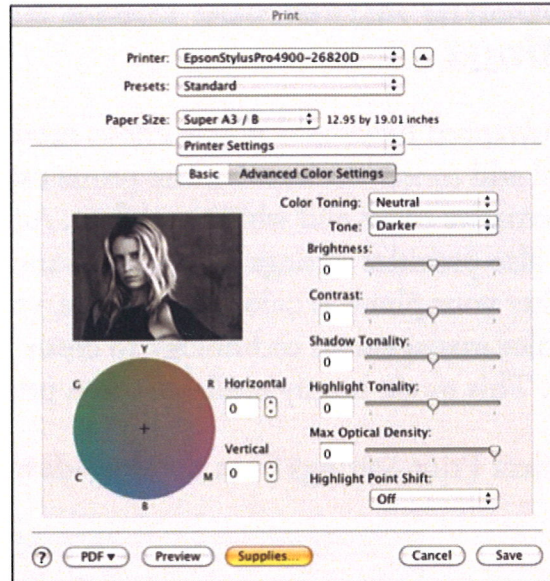 Print
Printer: EpsonStylusPro4900-26820D
Presets: Standard
Paper Size: Super A3 / B 12.95 by 19.01 inches
Printer Settings
Basic Advanced Color Settings
Color Toning: Neutral
Tone: Darker
Brightness:
0
Contrast:
0
Shadow Tonality:
0
Highlight Tonality:
0
Max Optical Density:
0
Highlight Point Shift:
Off
Y
G R
C M
B
Horizontal
0
Vertical
0
? PDF Preview Supplies... Cancel Save